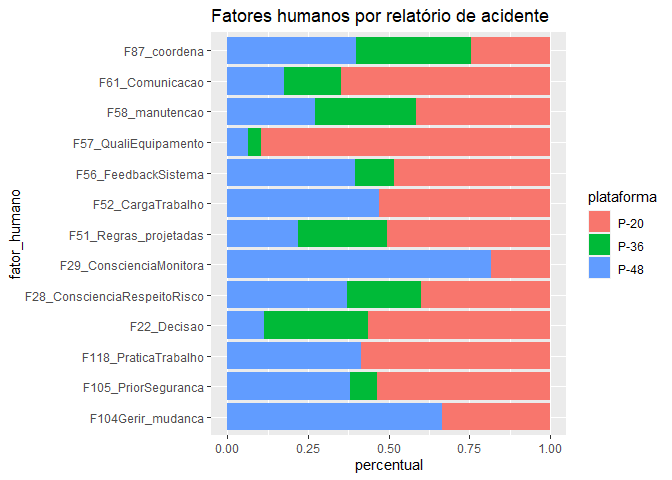 Fatores humanos por relatório de acidente
fator_humano
F87_coordena
F61_Comunicacao
F58_manutencao
F57_QualiEquipamento
F56_FeedbackSistema
F52_CargaTrabalho
F51_Regras_projetadas
F29_ConscienciaMonitora
F28_ConscienciaRespeitoRisco
F22_Decisao
F118_PraticaTrabalho
F105_PriorSeguranca
F104Gerir_mudanca
0.00 0.25 0.50 0.75 1.00
percentual
plataforma
P-20
P-36
P-48